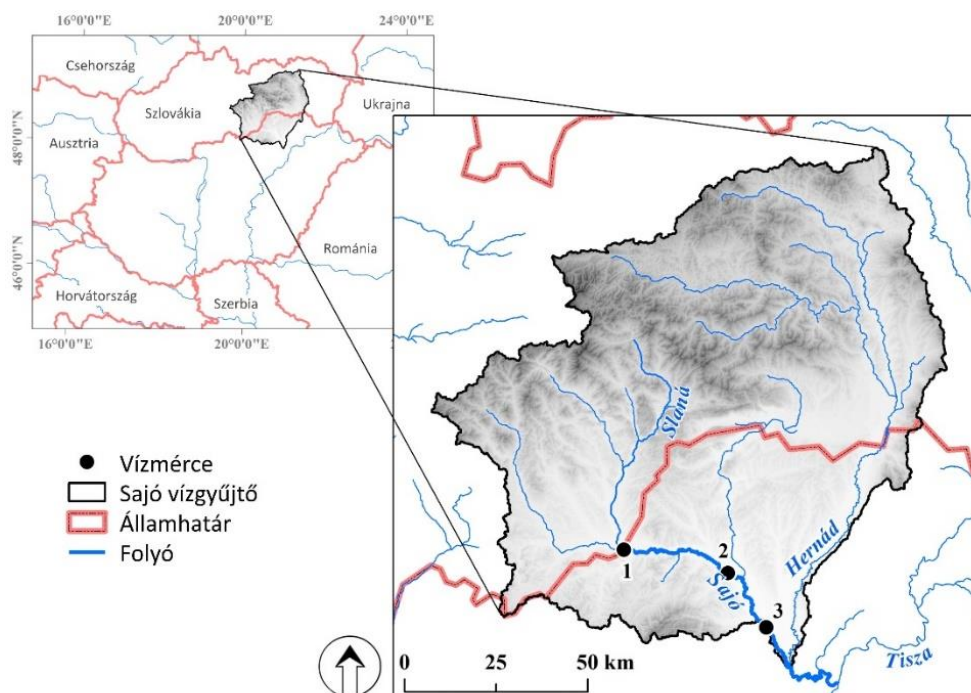 16°0'0"E
20°0'0"E
24°0'0"E
Csehország
Szlovákia
Ukrajna
Ausztria
48°0'0"N
46°0'0"N
Románia
Horvátország
Szerbia
16°0'0"E
20°0'0"E
Vízmérce
Sajó vízgyűjtő
Államhatár
Folyó
Slaná
Hernád
1
2
Sajó
3
Tisza
0 25 50 km